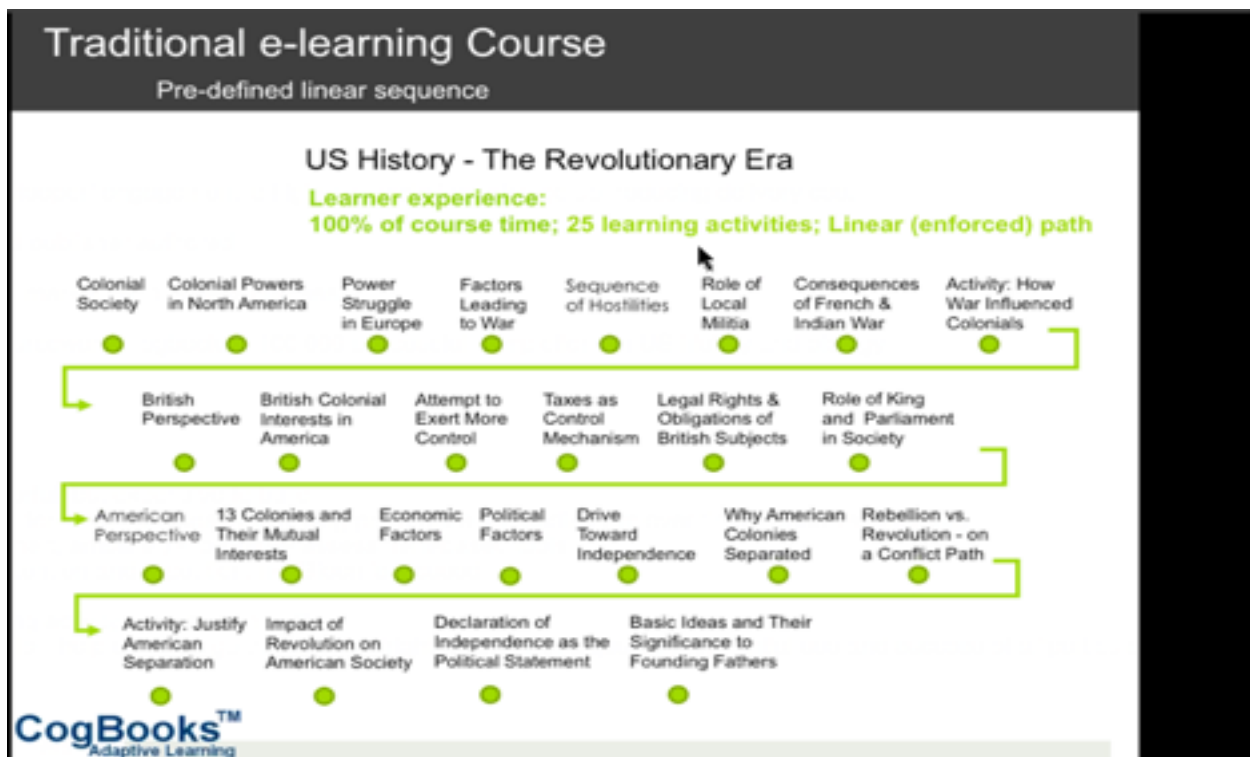 Traditional e-learning Course
Pre-defined linear sequence
US History - The Revolutionary Era
Learner experience:
100% of course time; 25 learning activities; Linear (enforced) path
Colonial
Society
Colonial Powers
in North America
Power
Struggle
in Europe
Factors
Leading
to War
Sequence
of Hostilities
Role of
Local
Militia
Consequences
of French &
Indian War
Activity: How
War Influenced
Colonials
British
Perspective
British Colonial
Interests in
America
Attempt to
Exert More
Control
Taxes as
Control
Mechanism
Legal Rights &
Obligations of
British Subjects
Role of King
and Parliament
in Society
American
Perspective
13 Colonies and
Their Mutual
Interests
Economic
Factors
Political
Factors
Drive
Toward
Independence
Why American
Colonies
Separated
Rebellion vs.
Revolution - on
a Conflict Path
Activity: Justify
American
Separation
Impact of
Revolution on
American Society
Declaration of
Independence as the
Political Statement
Basic Ideas and Their
Significance to
Founding Fathers
CogBooks™
Adaptive Learning